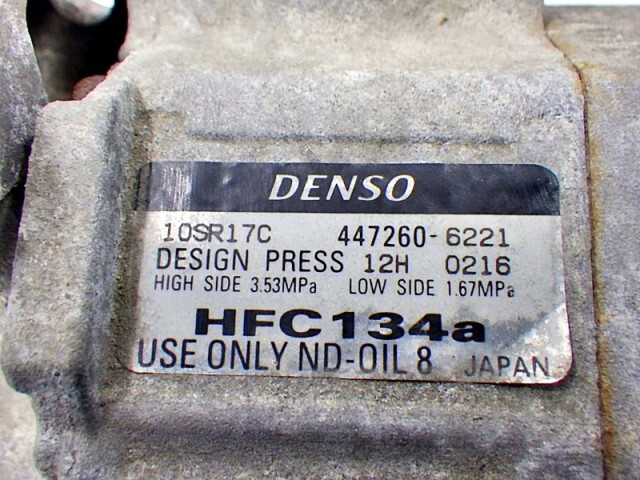 DENSO
10SR17C 447260-6221
DESIGN PRESS 12H 0216
HIGH SIDE 3.53MPa LOW SIDE 1.67MPa
HFC134a
USE ONLY ND-OIL 8 JAPAN